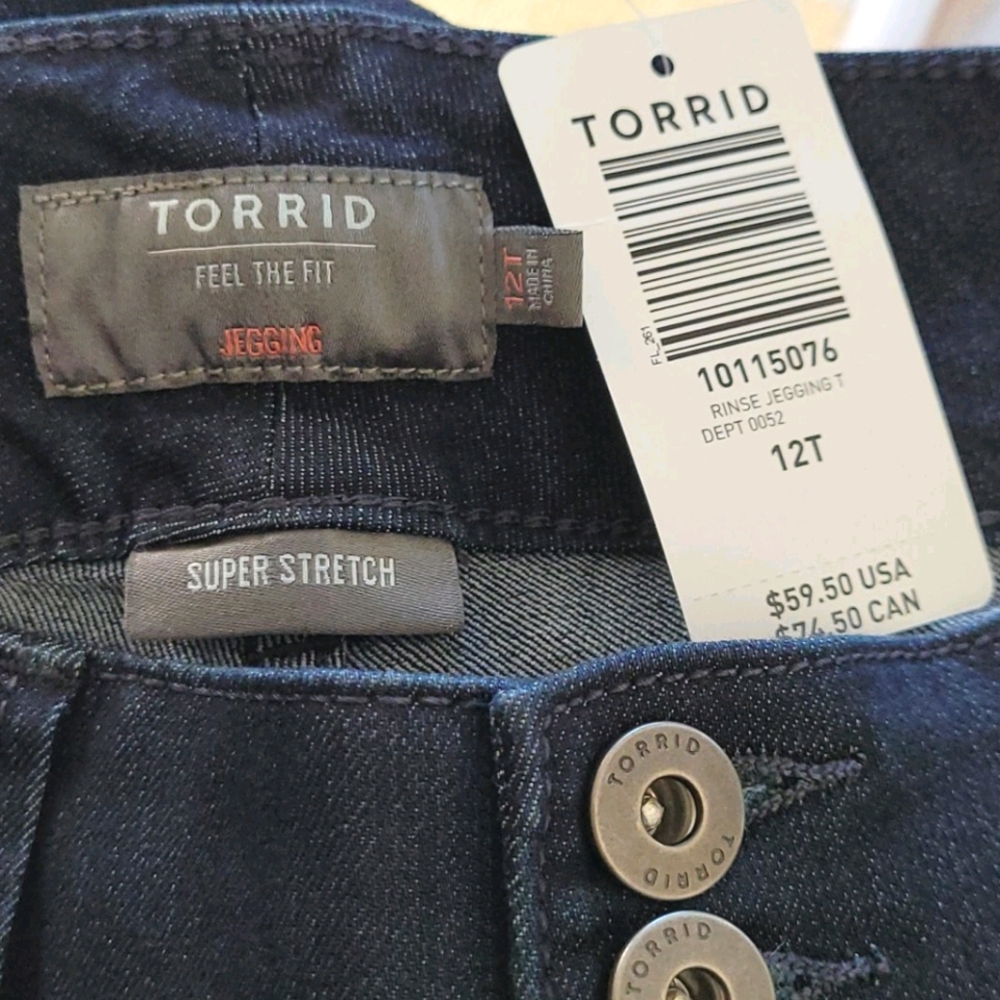 TORRID
FEEL THE FIT
JEGGING
12T
MADE IN
CHINA
SUPER STRETCH
TORRID
FL_261
10115076
RINSE JEGGING T
DEPT 0052
12T
$59.50 USA
$74.50 CAN
TORRID
TORRID
TORRID